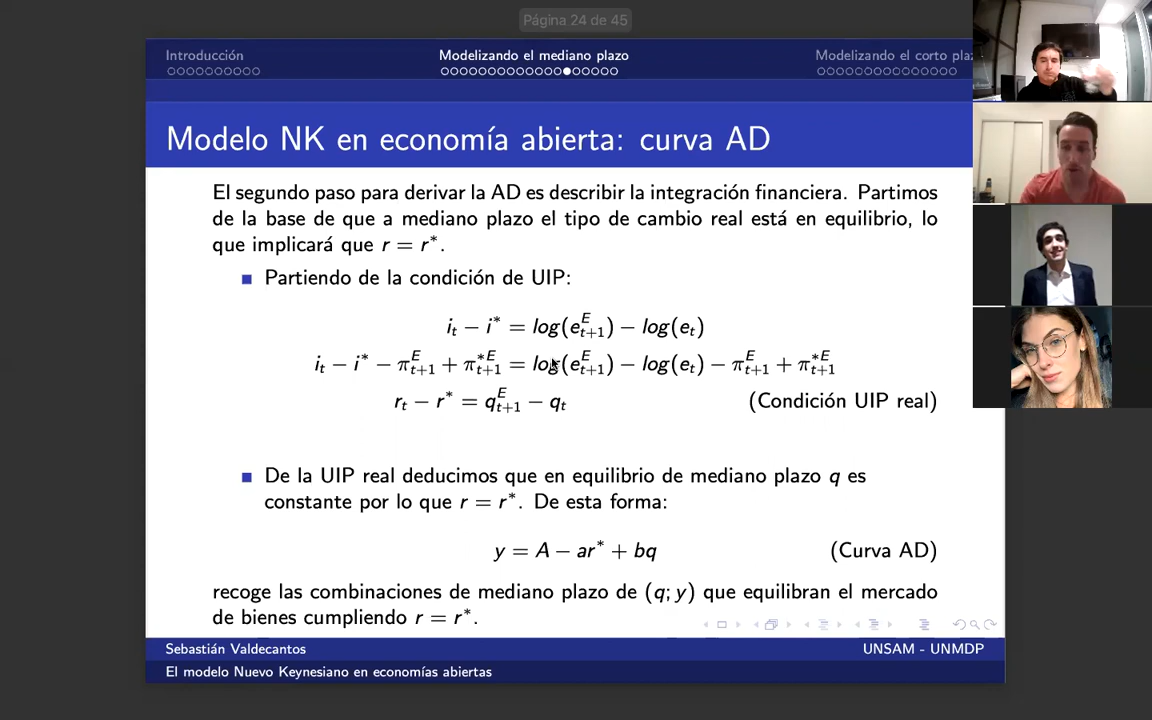 Página 24 de 45
Introducción
Modelizando el mediano plazo
Modelizando el corto pla
Modelo NK en economía abierta: curva AD
El segundo paso para derivar la AD es describir la integración financiera. Partimos
de la base de que a mediano plazo el tipo de cambio real está en equilibrio, lo
que implicará que r = r*.
Partiendo de la condición de UIP:
i_t − i* = log(e^E_{t+1}) − log(e_t)
i_t − i* − π^E_{t+1} + π^{*E}_{t+1} = log(e^E_{t+1}) − log(e_t) − π^E_{t+1} + π^{*E}_{t+1}
r_t − r* = q^E_{t+1} − q_t (Condición UIP real)
De la UIP real deducimos que en equilibrio de mediano plazo q es
constante por lo que r = r*. De esta forma:
y = A − ar* + bq (Curva AD)
recoge las combinaciones de mediano plazo de (q; y) que equilibran el mercado
de bienes cumpliendo r = r*.
Sebastián Valdecantos UNSAM - UNMDP
El modelo Nuevo Keynesiano en economías abiertas